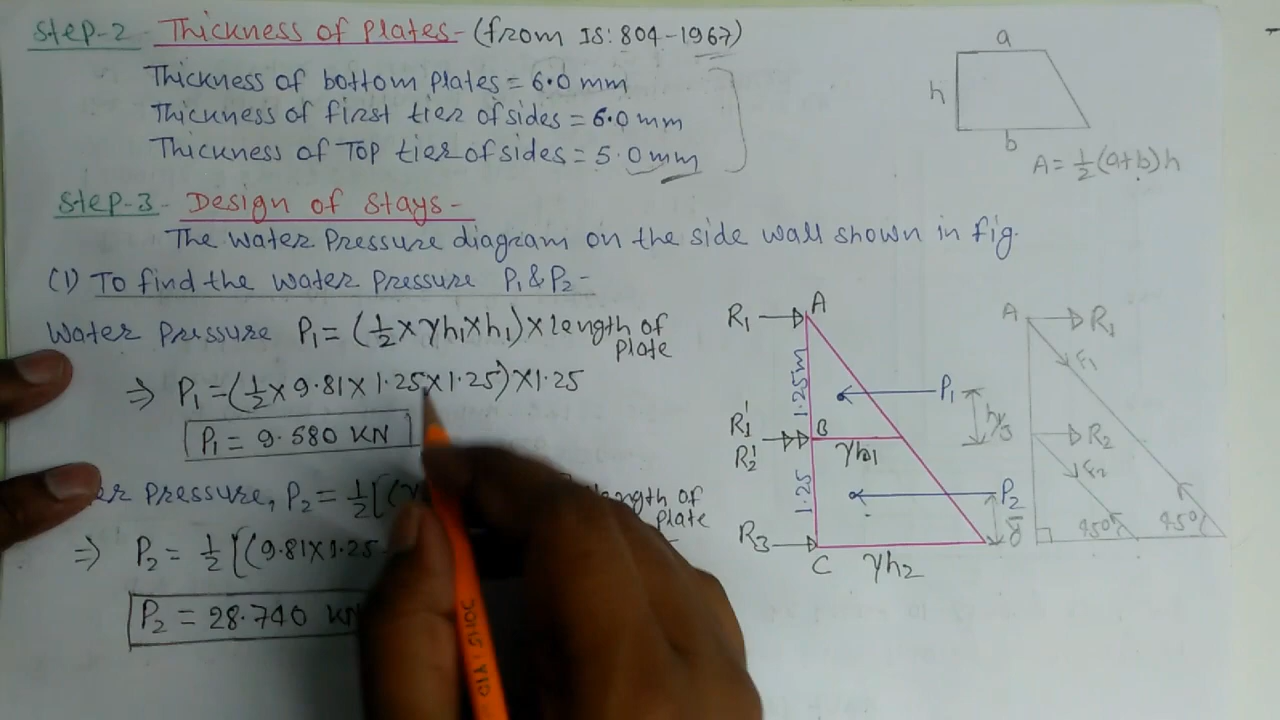 Step-2 Thickness of Plates- (from IS: 804-1967)
Thickness of bottom plates = 6.0 mm
Thickness of first tier of sides = 6.0 mm
Thickness of Top tier of sides = 5.0 mm
a
h
b
A = ½(a+b)h
Step-3- Design of Stays-
The water Pressure diagram on the side wall shown in fig.
(1) To find the water Pressure P₁ & P₂-
water Pressure P₁ = (½ × γh₁ × h₁) × length of plate
⇒ P₁ = (½ × 9.81 × 1.25 × 1.25) × 1.25
P₁ = 9.580 KN
Pressure, P₂ = ½[( length of plate
⇒ P₂ = ½[(9.81×1.25
P₂ = 28.740 KN
R₁ A
1.25m
P₁
h/3
R₁'
R₂'
B
γh₁
1.25
P₂
ȳ
R₃
C γh₂
A R₁
F₁
R₂
F₂
45° 45°